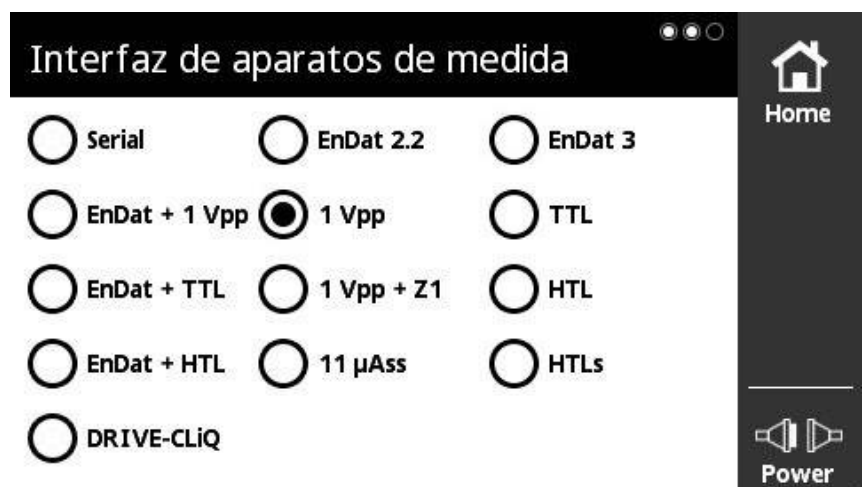 Interfaz de aparatos de medida
Home
Serial EnDat 2.2 EnDat 3
EnDat + 1 Vpp 1 Vpp TTL
EnDat + TTL 1 Vpp + Z1 HTL
EnDat + HTL 11 µAss HTLs
DRIVE-CLiQ
Power